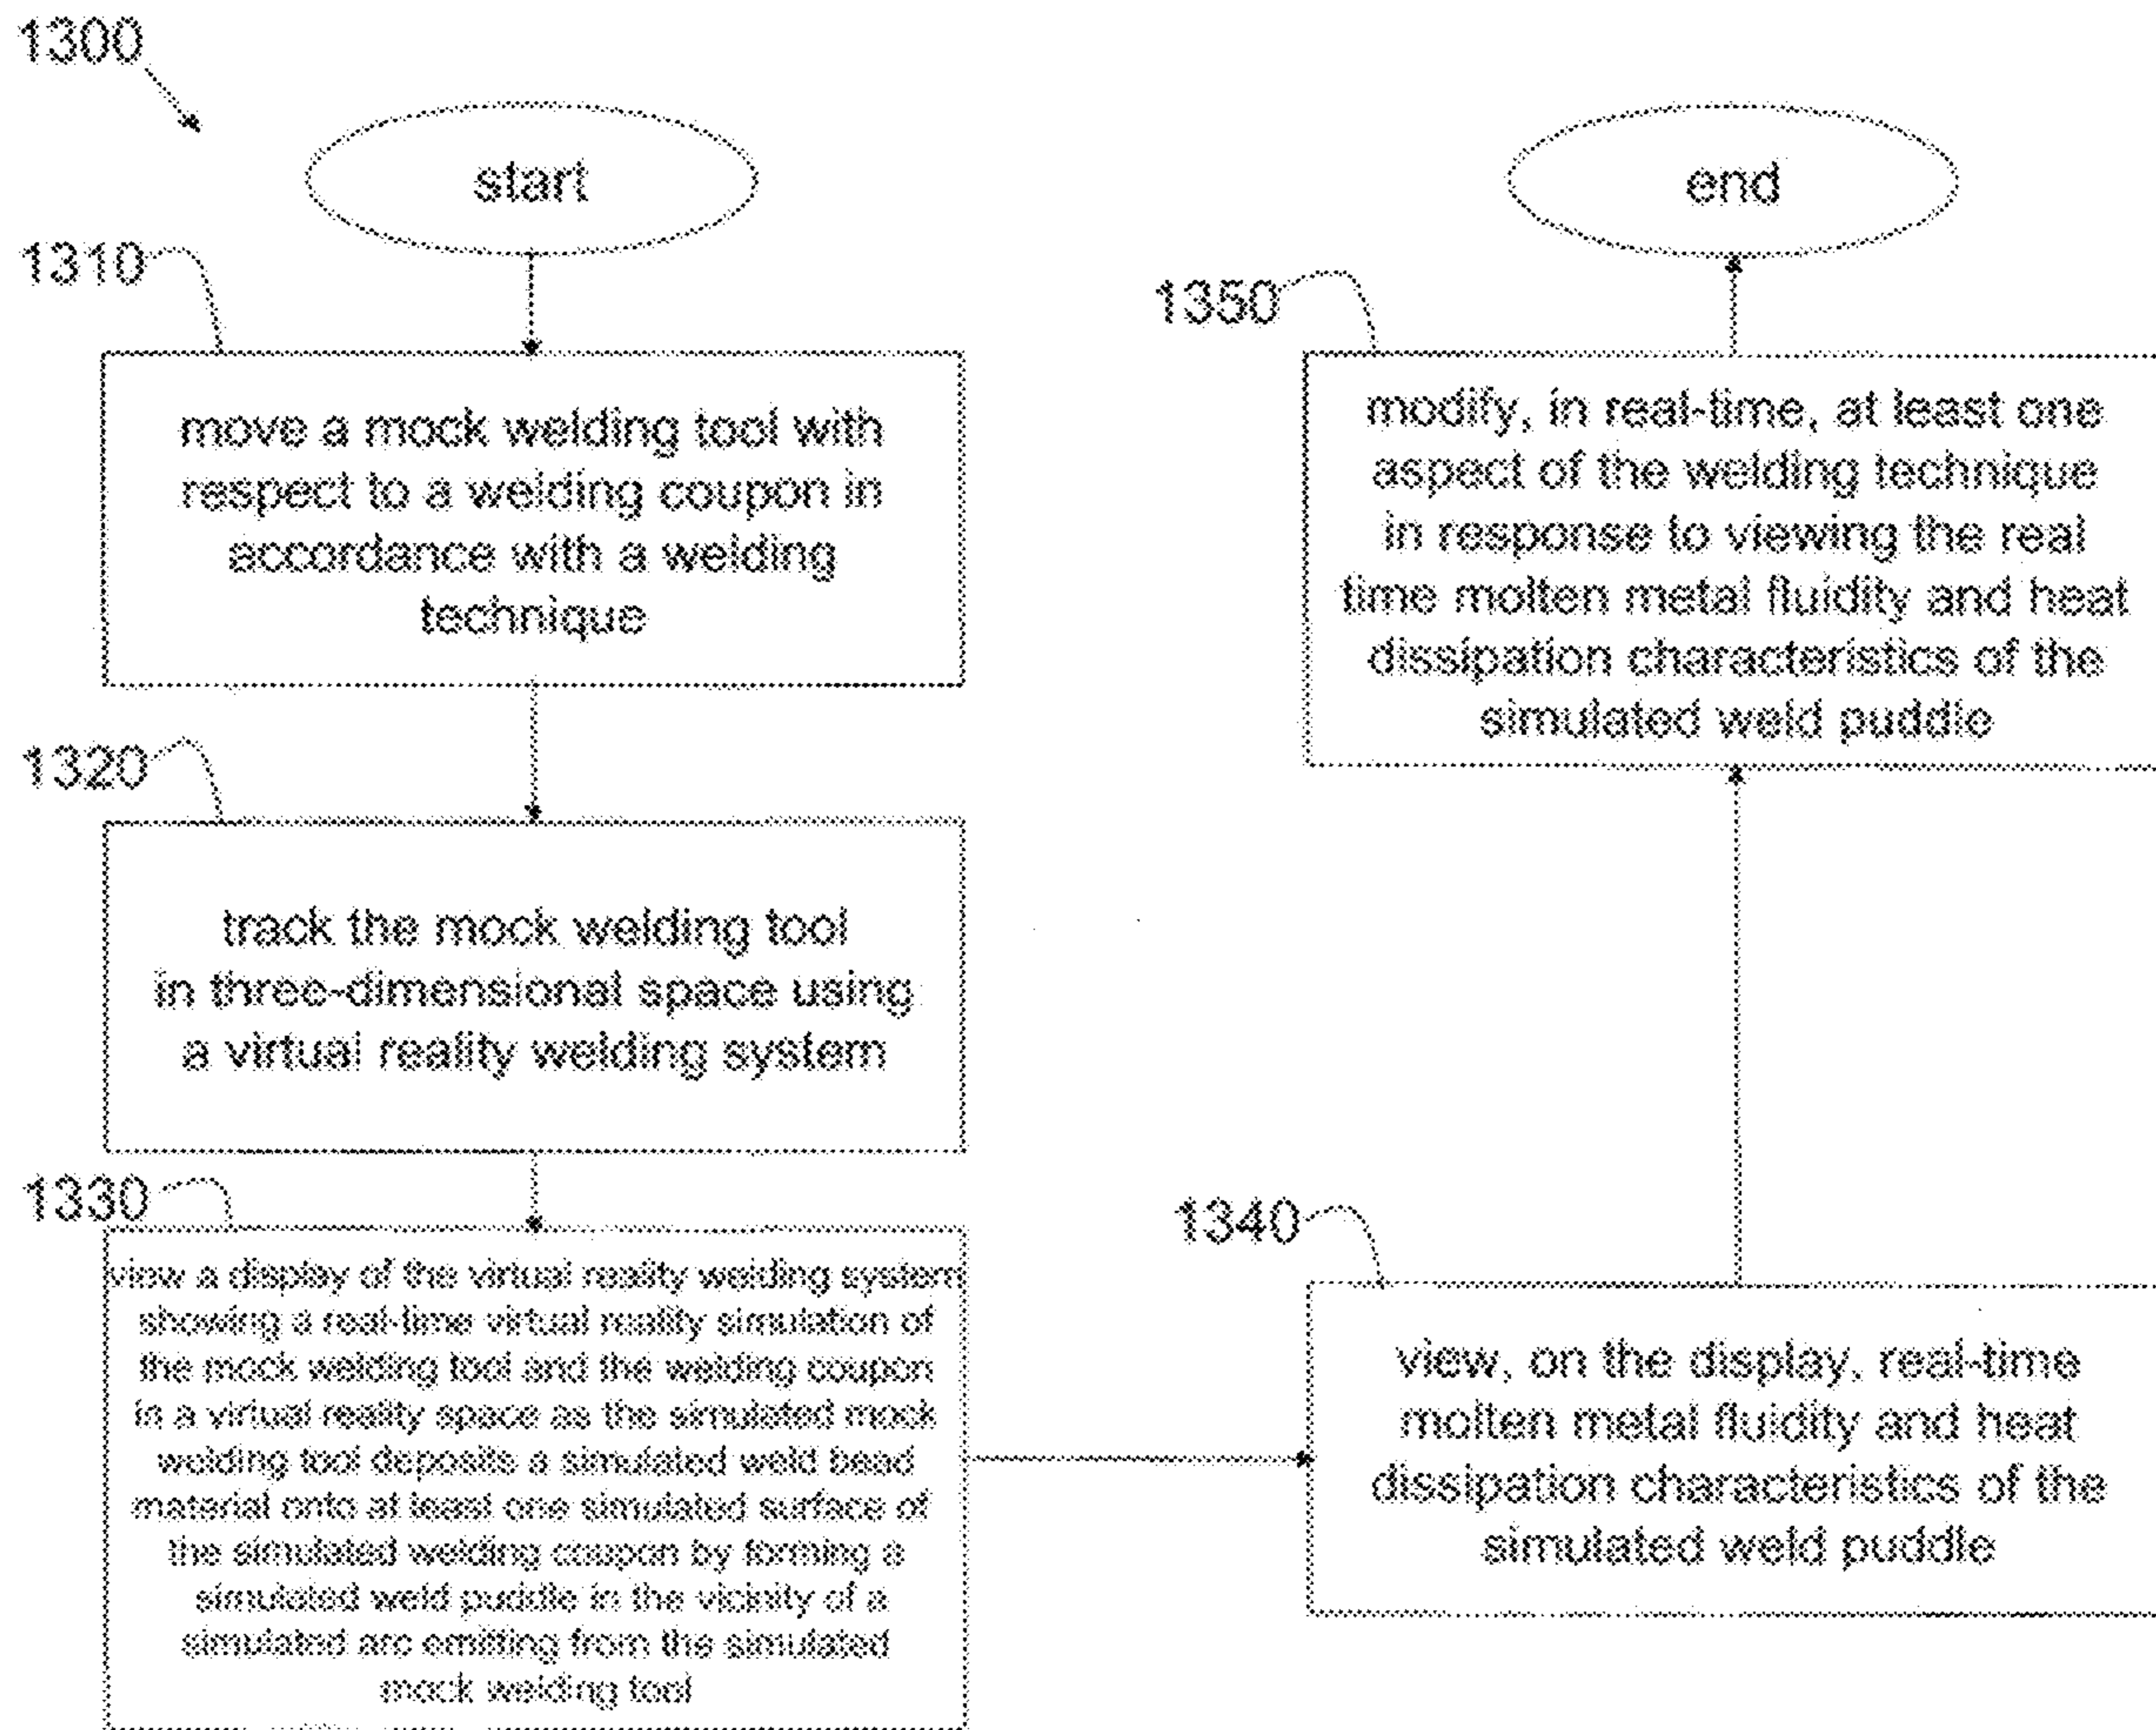 1300
start
1310
move a mock welding tool with
respect to a welding coupon in
accordance with a welding
technique
1320
track the mock welding tool
in three-dimensional space using
a virtual reality welding system
1330
view a display of the virtual reality welding system
showing a real-time virtual reality simulation of
the mock welding tool and the welding coupon
in a virtual reality space as the simulated mock
welding tool deposits a simulated weld bead
material onto at least one simulated surface of
the simulated welding coupon by forming a
simulated weld puddle in the vicinity of a
simulated arc emitting from the simulated
mock welding tool
1340
view, on the display, real-time
molten metal fluidity and heat
dissipation characteristics of the
simulated weld puddle
1350
modify, in real-time, at least one
aspect of the welding technique
in response to viewing the real
time molten metal fluidity and heat
dissipation characteristics of the
simulated weld puddle
end